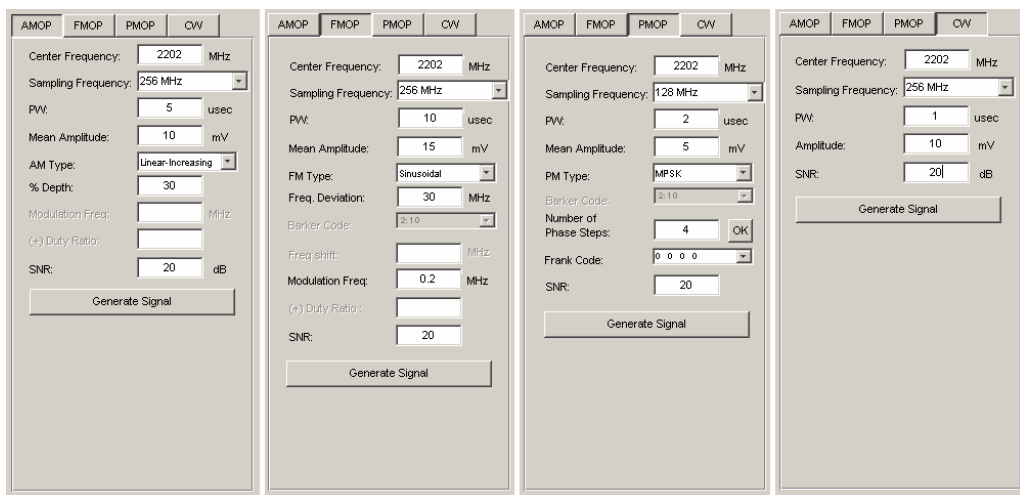 AMOP FMOP PMOP CW
Center Frequency: 2202 MHz
Sampling Frequency: 256 MHz
PW: 5 usec
Mean Amplitude: 10 mV
AM Type: Linear-Increasing
% Depth: 30
Modulation Freq: MHz
(+) Duty Ratio:
SNR: 20 dB
Generate Signal
AMOP FMOP PMOP CW
Center Frequency: 2202 MHz
Sampling Frequency: 256 MHz
PW: 10 usec
Mean Amplitude: 15 mV
FM Type: Sinusoidal
Freq. Deviation: 30 MHz
Barker Code: 2:10
Freq shift: MHz
Modulation Freq: 0.2 MHz
(+) Duty Ratio :
SNR: 20
Generate Signal
AMOP FMOP PMOP CW
Center Frequency: 2202 MHz
Sampling Frequency: 128 MHz
PW: 2 usec
Mean Amplitude: 5 mV
PM Type: MPSK
Barker Code: 2:10
Number of
Phase Steps: 4 OK
Frank Code: 0 0 0 0
SNR: 20
Generate Signal
AMOP FMOP PMOP CW
Center Frequency: 2202 MHz
Sampling Frequency: 256 MHz
PW: 1 usec
Amplitude: 10 mV
SNR: 20 dB
Generate Signal